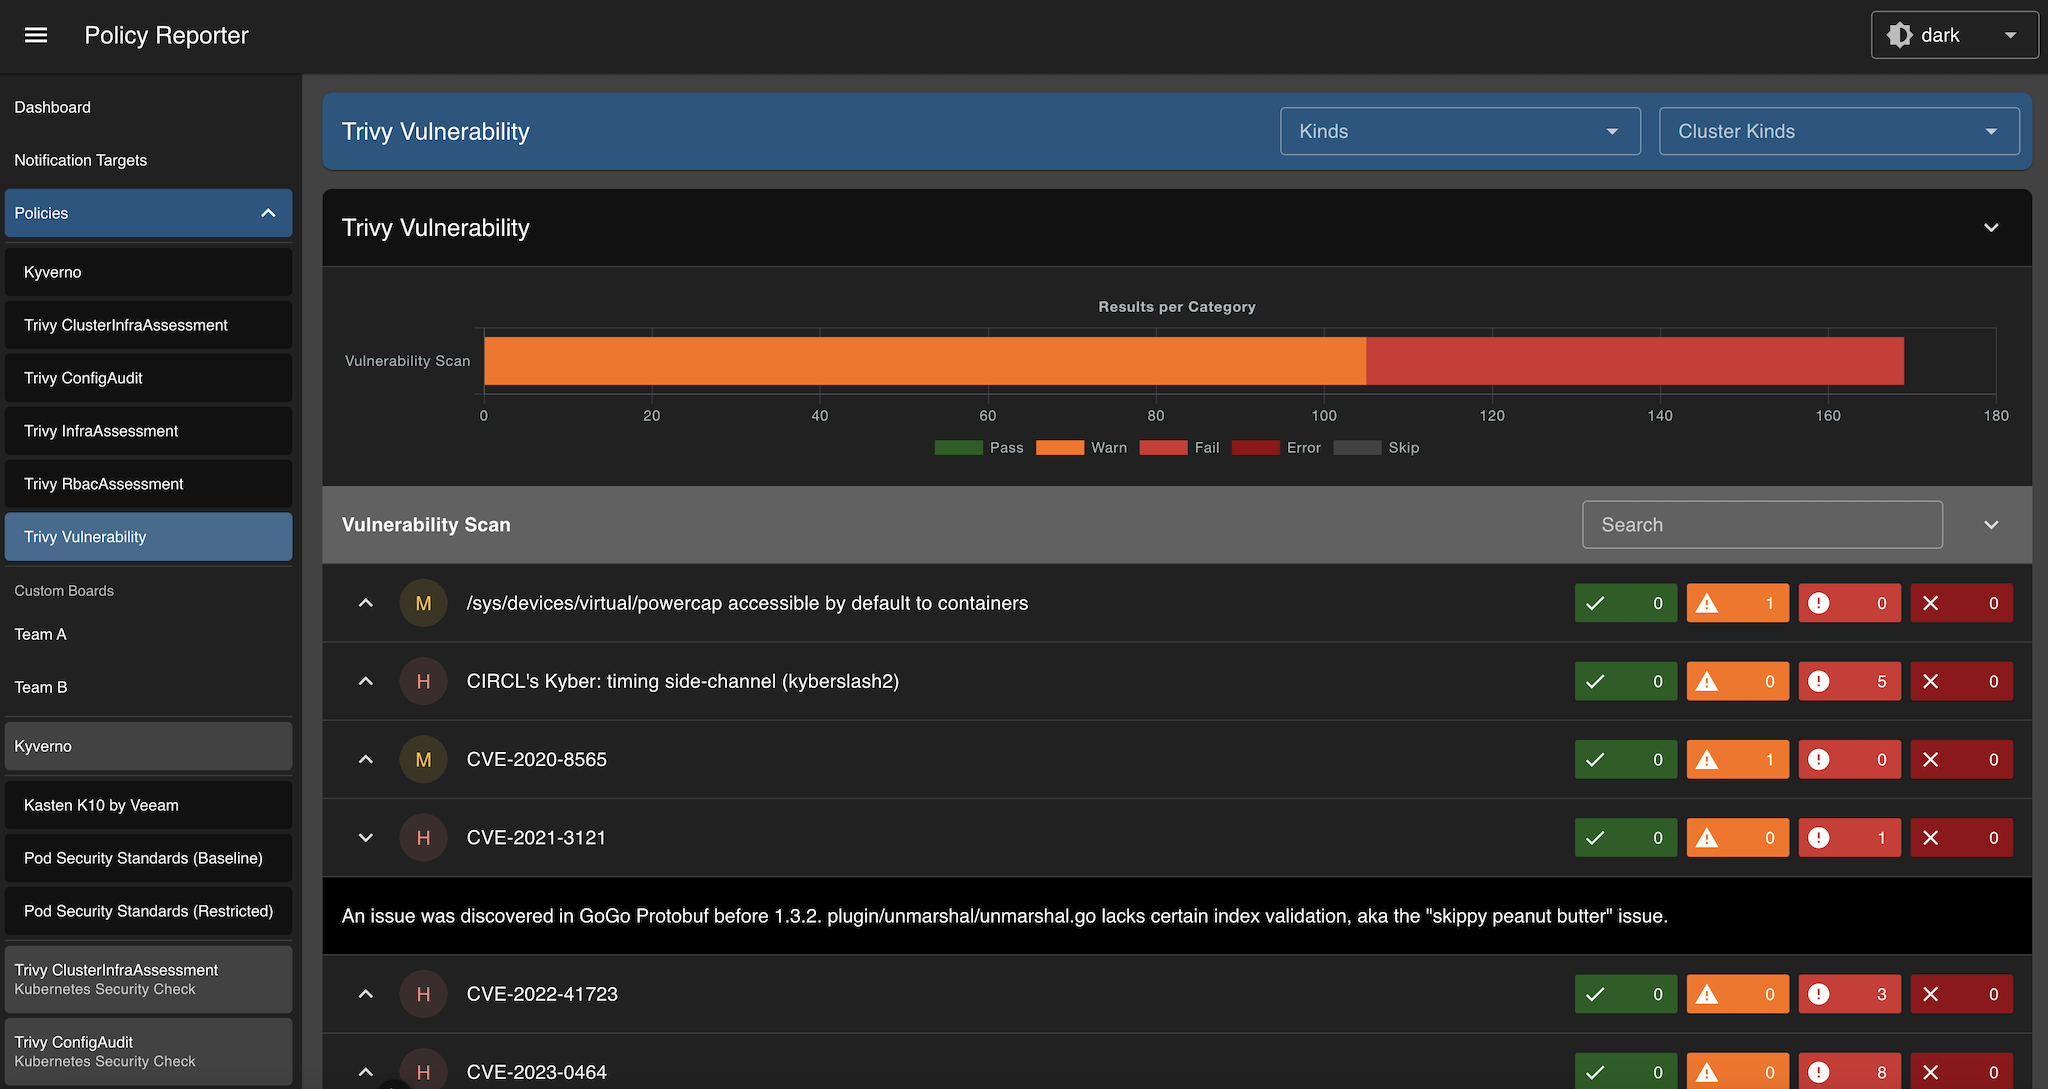 Policy Reporter
dark
Dashboard
Notification Targets
Policies
Kyverno
Trivy ClusterInfraAssessment
Trivy ConfigAudit
Trivy InfraAssessment
Trivy RbacAssessment
Trivy Vulnerability
Custom Boards
Team A
Team B
Kyverno
Kasten K10 by Veeam
Pod Security Standards (Baseline)
Pod Security Standards (Restricted)
Trivy ClusterInfraAssessment
Kubernetes Security Check
Trivy ConfigAudit
Kubernetes Security Check
Trivy Vulnerability Kinds Cluster Kinds
Trivy Vulnerability
Results per Category
Vulnerability Scan
0 20 40 60 80 100 120 140 160 180
Pass Warn Fail Error Skip
Vulnerability Scan Search
M /sys/devices/virtual/powercap accessible by default to containers 0 1 0 0
H CIRCL's Kyber: timing side-channel (kyberslash2) 0 0 5 0
M CVE-2020-8565 0 1 0 0
H CVE-2021-3121 0 0 1 0
An issue was discovered in GoGo Protobuf before 1.3.2. plugin/unmarshal/unmarshal.go lacks certain index validation, aka the "skippy peanut butter" issue.
H CVE-2022-41723 0 0 3 0
H CVE-2023-0464 0 0 8 0